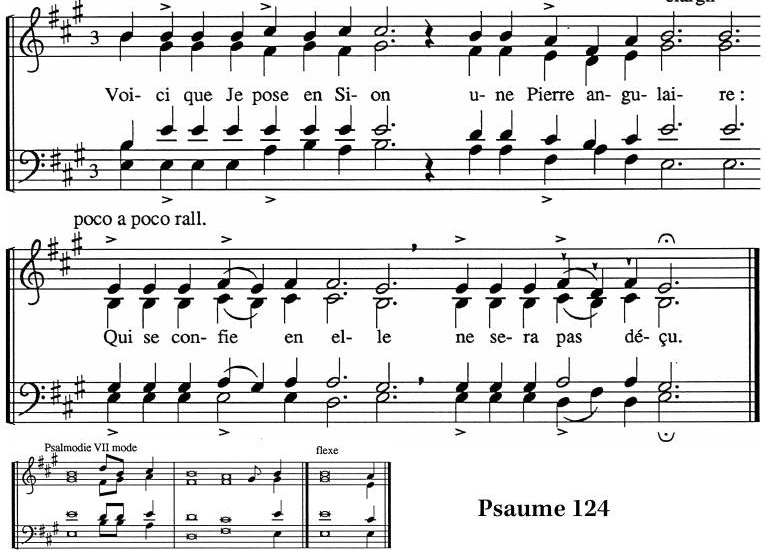 élargir
3
Voi- ci que Je pose en Si- on u- ne Pierre an- gu- lai- re :
3
poco a poco rall.
Qui se con- fie en el- le ne se- ra pas dé- çu.
Psalmodie VII mode flexe
Psaume 124